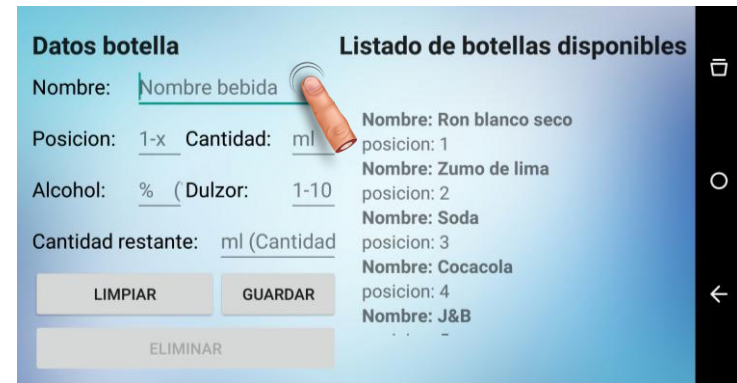 Datos botella
Nombre: Nombre bebida
Posicion: 1-x Cantidad: ml
Alcohol: % ( Dulzor: 1-10
Cantidad restante: ml (Cantidad
LIMPIAR GUARDAR
ELIMINAR
Listado de botellas disponibles
Nombre: Ron blanco seco
posicion: 1
Nombre: Zumo de lima
posicion: 2
Nombre: Soda
posicion: 3
Nombre: Cocacola
posicion: 4
Nombre: J&B